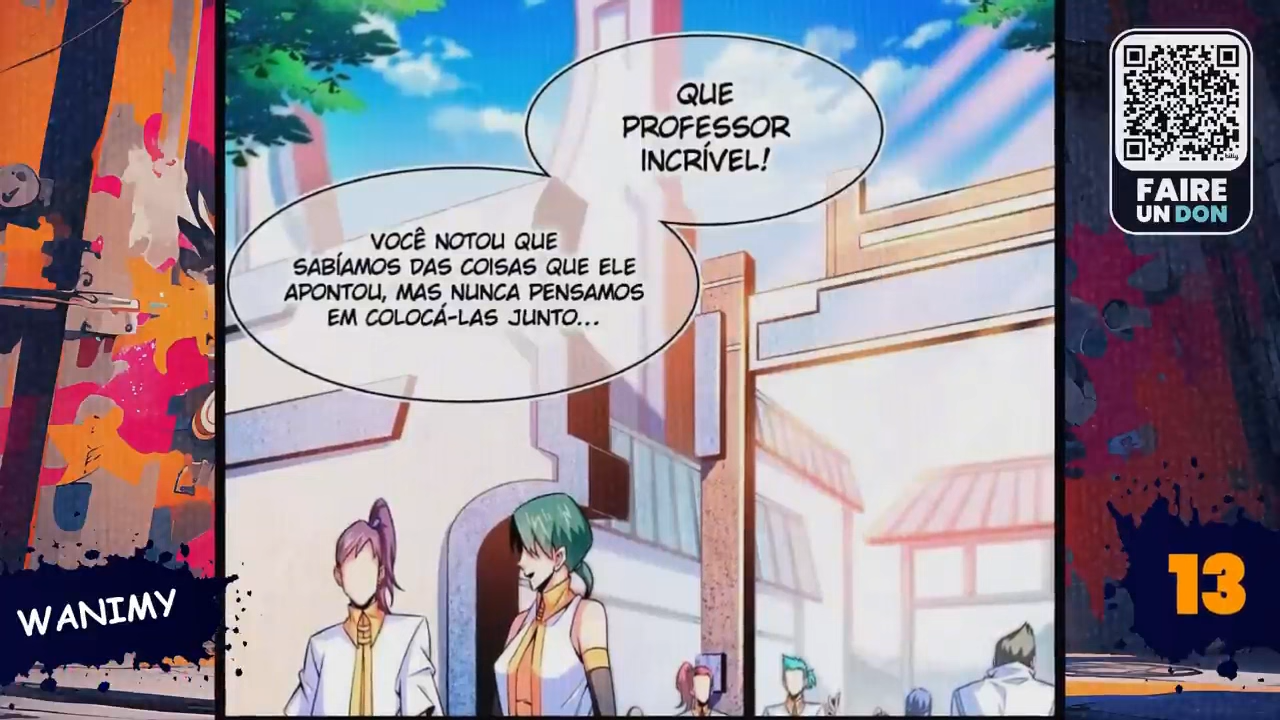 QUE
PROFESSOR
INCRÍVEL!
VOCÊ NOTOU QUE
SABÍAMOS DAS COISAS QUE ELE
APONTOU, MAS NUNCA PENSAMOS
EM COLOCÁ-LAS JUNTO...
FAIRE
UN DON
WANIMY
13